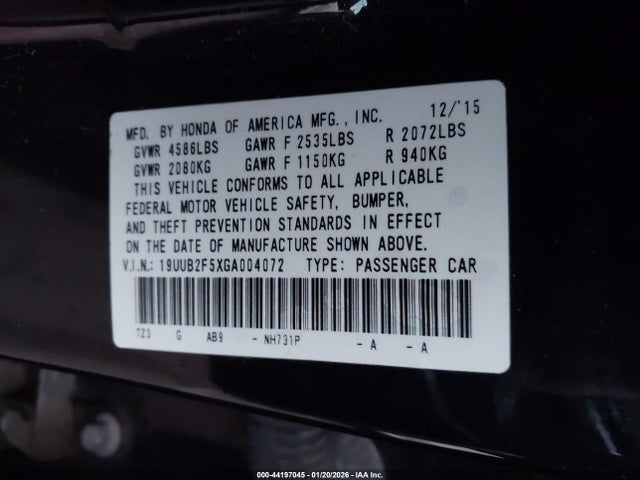 MFD. BY HONDA OF AMERICA MFG., INC. 12/'15
GVWR 4586LBS GAWR F 2535LBS R 2072LBS
GVWR 2080KG GAWR F 1150KG R 940KG
THIS VEHICLE CONFORMS TO ALL APPLICABLE
FEDERAL MOTOR VEHICLE SAFETY, BUMPER,
AND THEFT PREVENTION STANDARDS IN EFFECT
ON THE DATE OF MANUFACTURE SHOWN ABOVE.
V.I.N.: 19UUB2F5XGA004072 TYPE: PASSENGER CAR
TZ3 G AB9 - NH731P - A - A
000-44197045 - 01/20/2026 - IAA Inc.